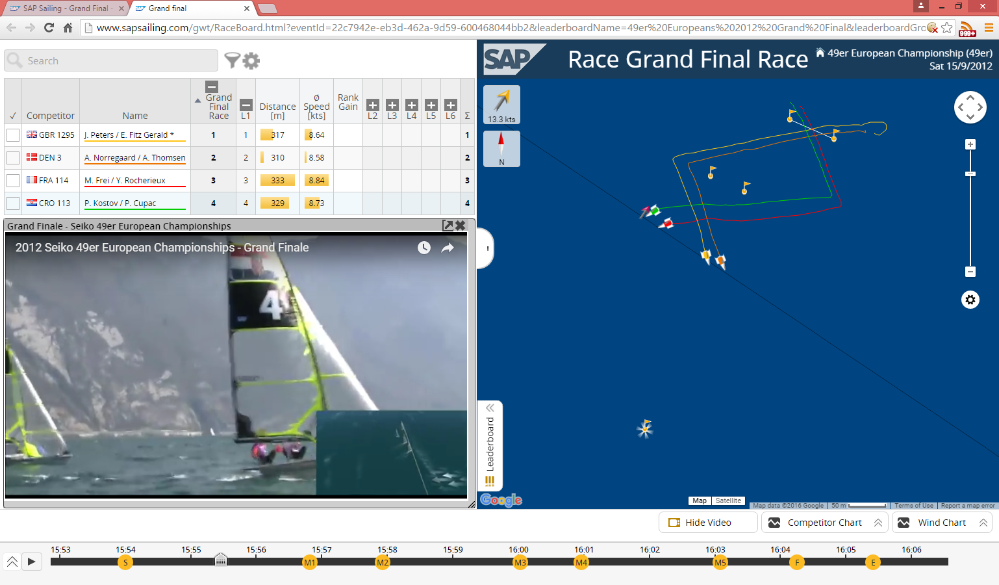 SAP Sailing - Grand Final -
Grand final
www.sapsailing.com/gwt/RaceBoard.html?eventId=22c7942e-eb3d-462a-9d59-600468044bb2&leaderboardName=49er%20Europeans%202012%20Grand%20Final&leaderboardGro
999+
Search
✓ Competitor Name Grand Final Race L1 Distance [m] Ø Speed [kts] Rank Gain L2 L3 L4 L5 L6 Σ
GBR 1295 J. Peters / E. Fitz Gerald * 1 1 317 8.64 1
DEN 3 A. Norregaard / A. Thomsen 2 2 310 8.58 2
FRA 114 M. Frei / Y. Rocherieux 3 3 333 8.84 3
CRO 113 P. Kostov / P. Cupac 4 4 329 8.73 4
Grand Finale - Seiko 49er European Championships
2012 Seiko 49er European Championships - Grand Finale
4
SAP
Race Grand Final Race
49er European Championship (49er)
Sat 15/9/2012
13.3 kts
N
Leaderboard
Google
Map Satellite
Map data ©2016 Google 50 m Terms of Use Report a map error
Hide Video Competitor Chart Wind Chart
15:53 15:54 15:55 15:56 15:57 15:58 15:59 16:00 16:01 16:02 16:03 16:04 16:05 16:06
S M1 M2 M3 M4 M5 F E